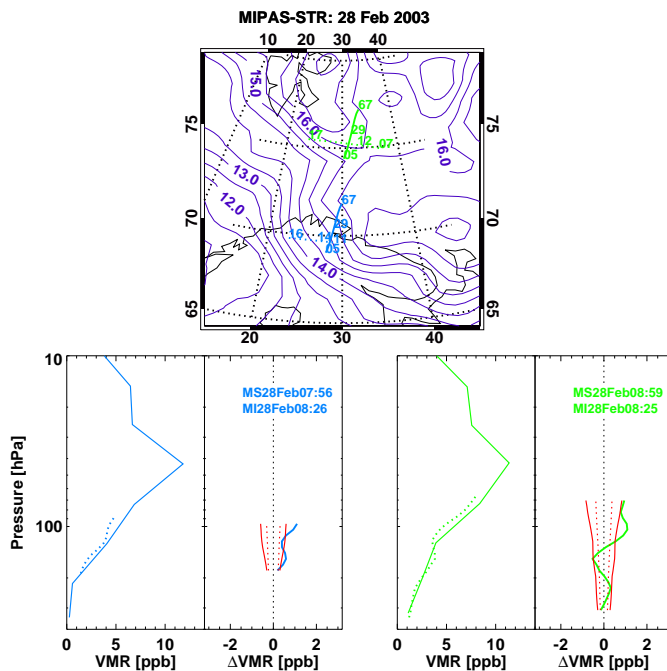 MIPAS-STR: 28 Feb 2003
10 20 30 40
15.0
75
75
67
16.0
29
12
07
05
16.0
13.0
67
12.0
70
70
29
16
14
11
05
14.0
65
65
20 30 40
10
MS28Feb07:56
MI28Feb08:26
MS28Feb08:59
MI28Feb08:25
Pressure [hPa]
100
0 5 10
-2 0 2
0 5 10
-2 0 2
VMR [ppb]
ΔVMR [ppb]
VMR [ppb]
ΔVMR [ppb]